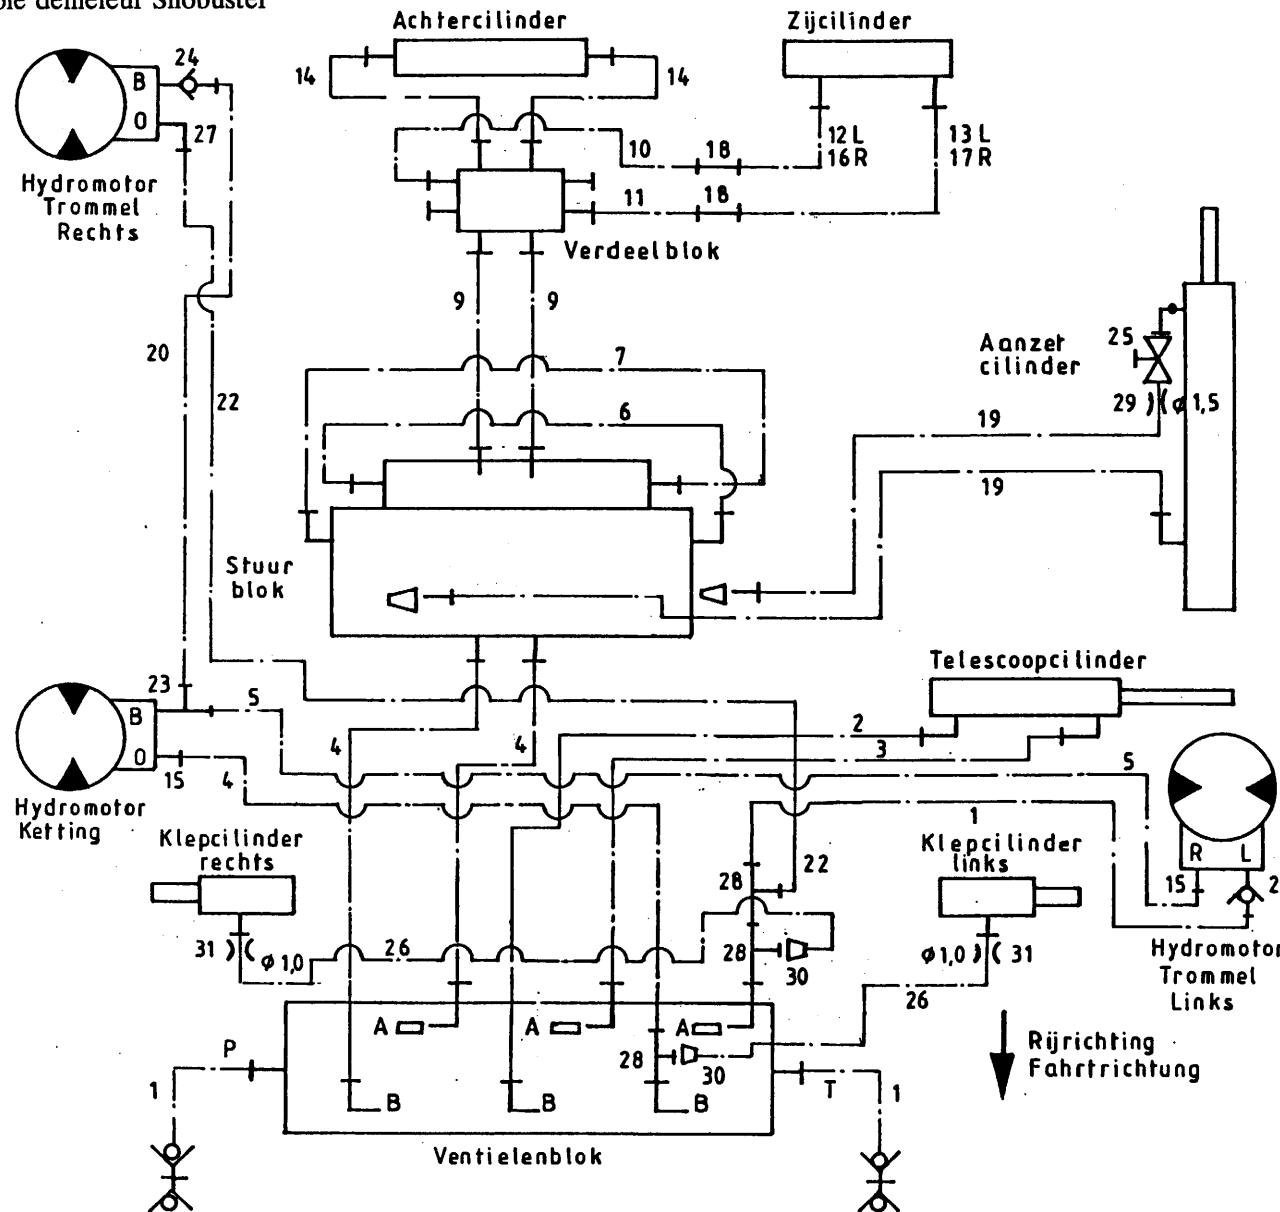 démêleur Silobuster
Achtercilinder
Zijcilinder
24
B
O
27
14
14
10
18
12 L
16 R
13 L
17 R
11
18
Hydromotor
Trommel
Rechts
Verdeelblok
9
9
20
22
7
6
Aanzet
cilinder
25
29
ø 1,5
19
19
Stuur
blok
Telescoopcilinder
23
5
B
O
15
4
4
4
2
3
5
1
Hydromotor
Ketting
R
L
15
2
Klepcilinder
rechts
Klepcilinder
links
28
22
31
ø 1,0
26
28
30
ø 1,0
31
26
Hydromotor
Trommel
Links
A
A
A
28
30
P
T
1
1
B
B
B
Rijrichting
Fahrtrichtung
Ventielenblok